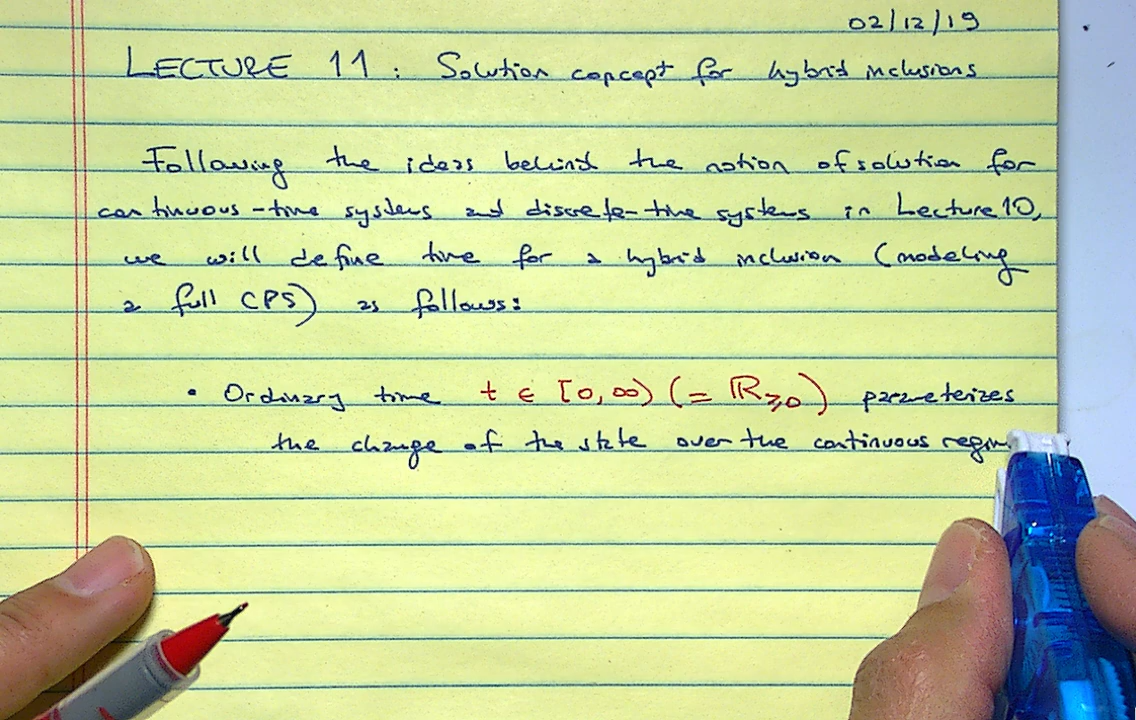 02/12/19
LECTURE 11: Solution concept for hybrid inclusions
Following the ideas behind the notion of solution for
continuous-time systems and discrete-time systems in Lecture 10,
we will define time for a hybrid inclusion (modeling
a full CPS) as follows:
• Ordinary time t ∈ [0,∞) (= ℝ≥0) parameterizes
the change of the state over the continuous regim